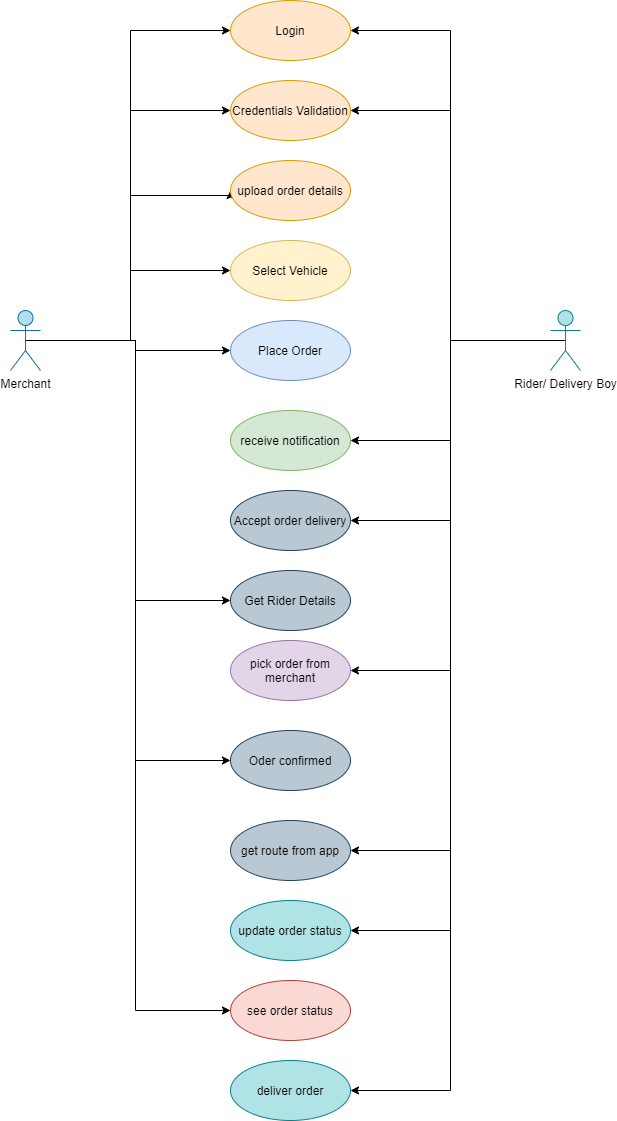 Login
Credentials Validation
upload order details
Select Vehicle
Place Order
Merchant
Rider/ Delivery Boy
receive notification
Accept order delivery
Get Rider Details
pick order from
merchant
Oder confirmed
get route from app
update order status
see order status
deliver order